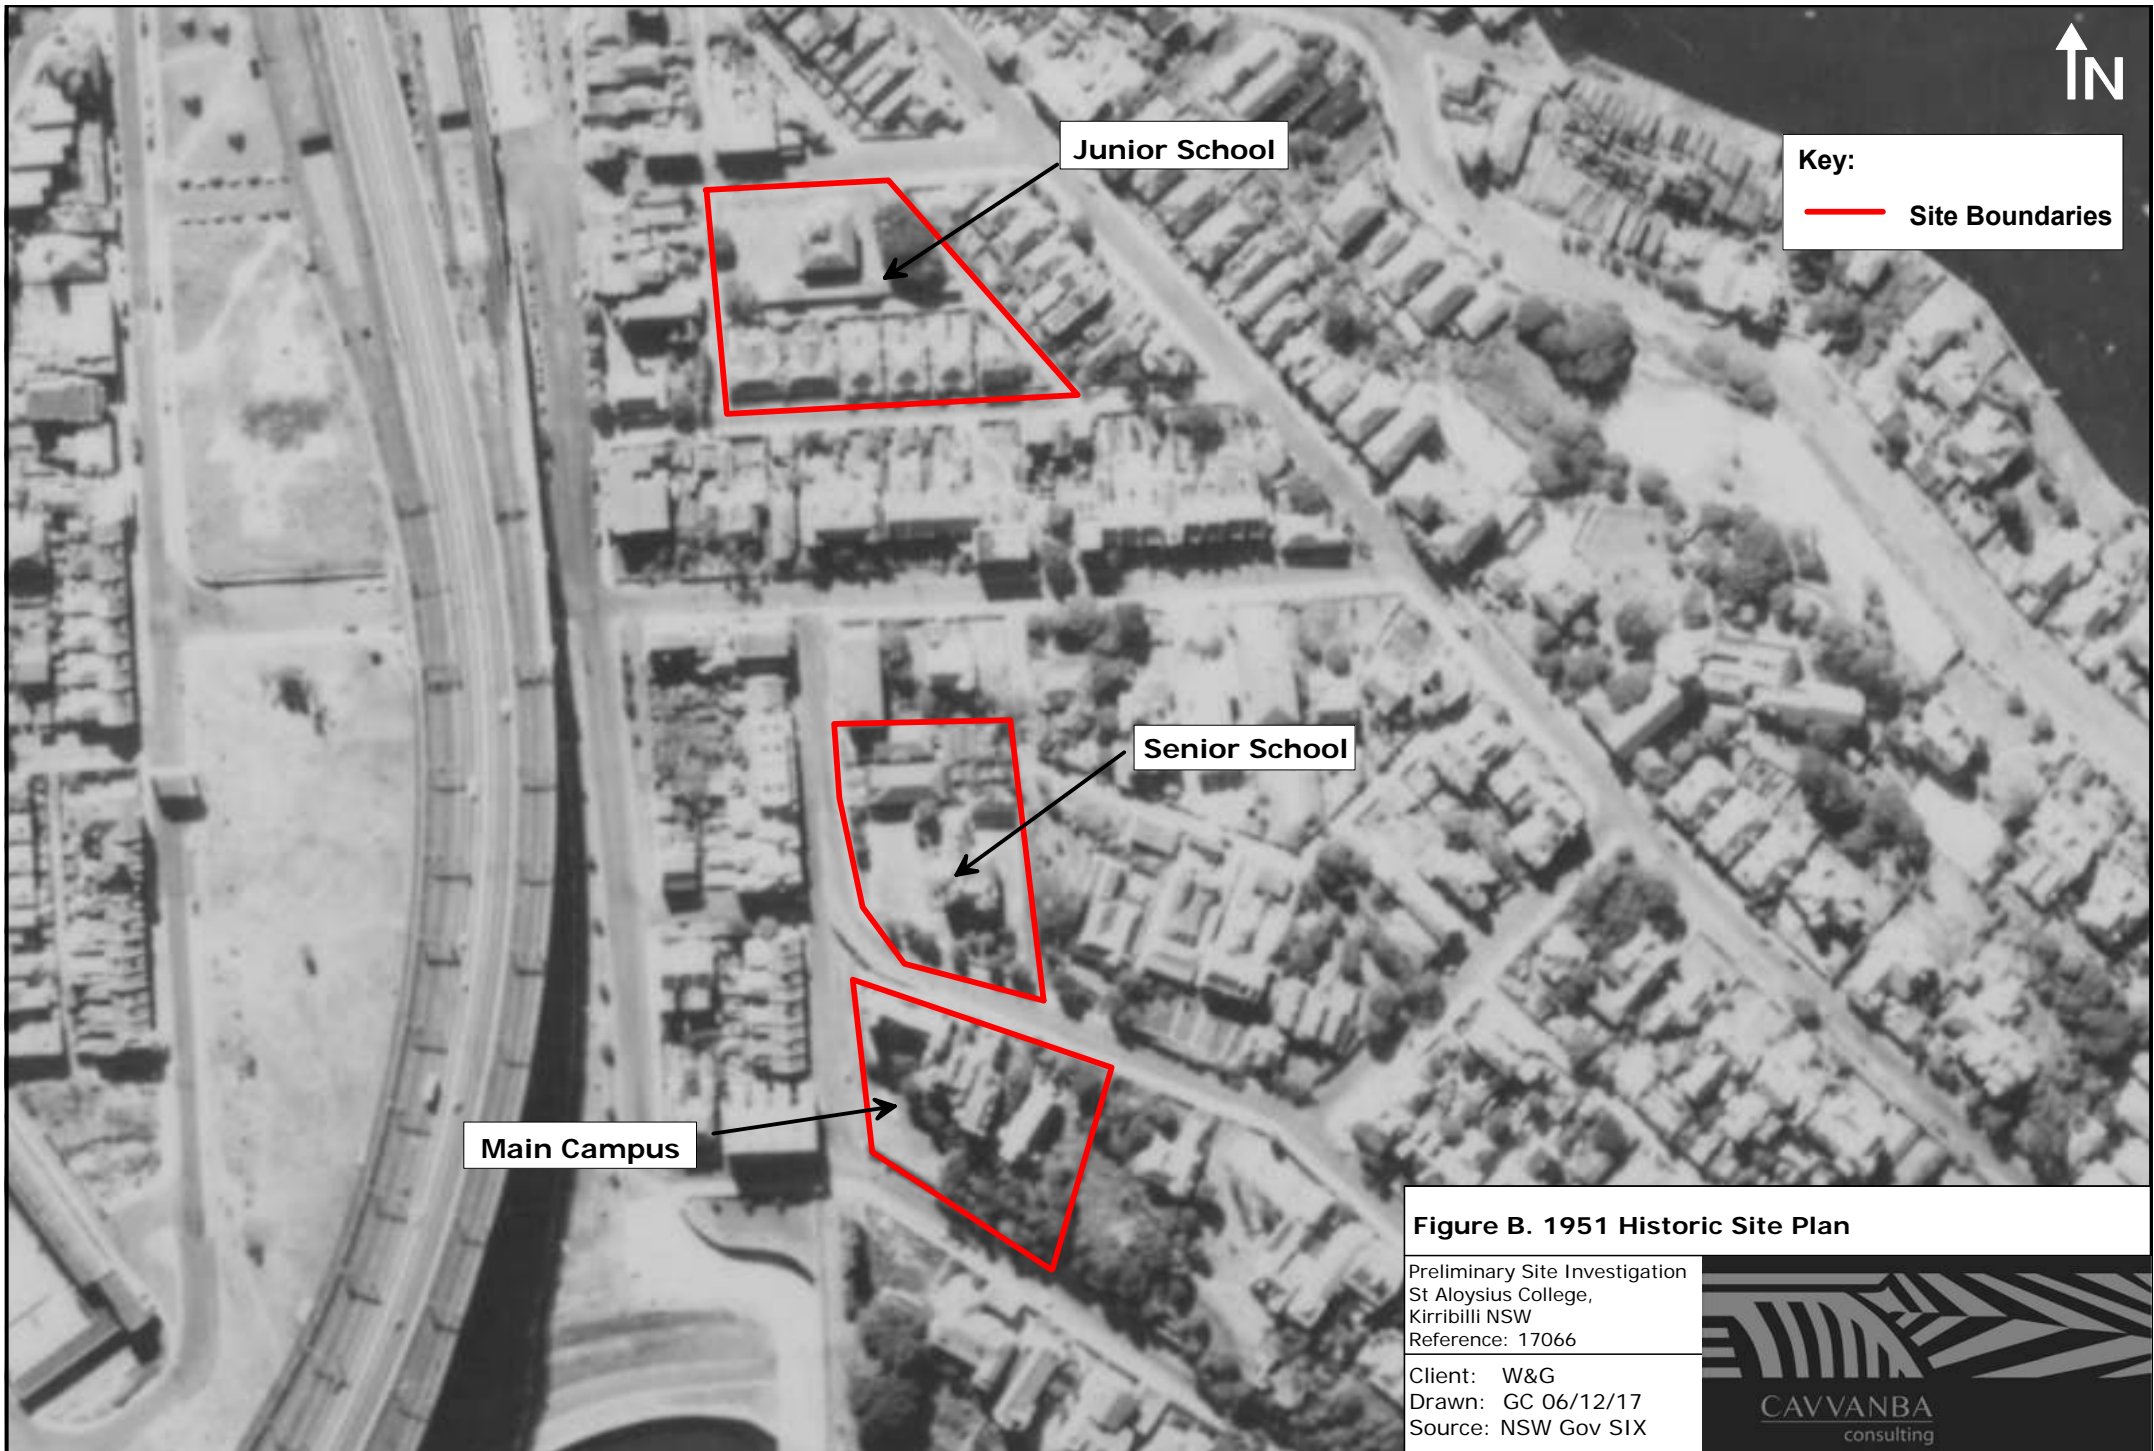 N
Key:
Site Boundaries
Junior School
Senior School
Main Campus
Figure B. 1951 Historic Site Plan
Preliminary Site Investigation
St Aloysius College,
Kirribilli NSW
Reference: 17066
Client: W&G
Drawn: GC 06/12/17
Source: NSW Gov SIX
CAVVANBA
consulting